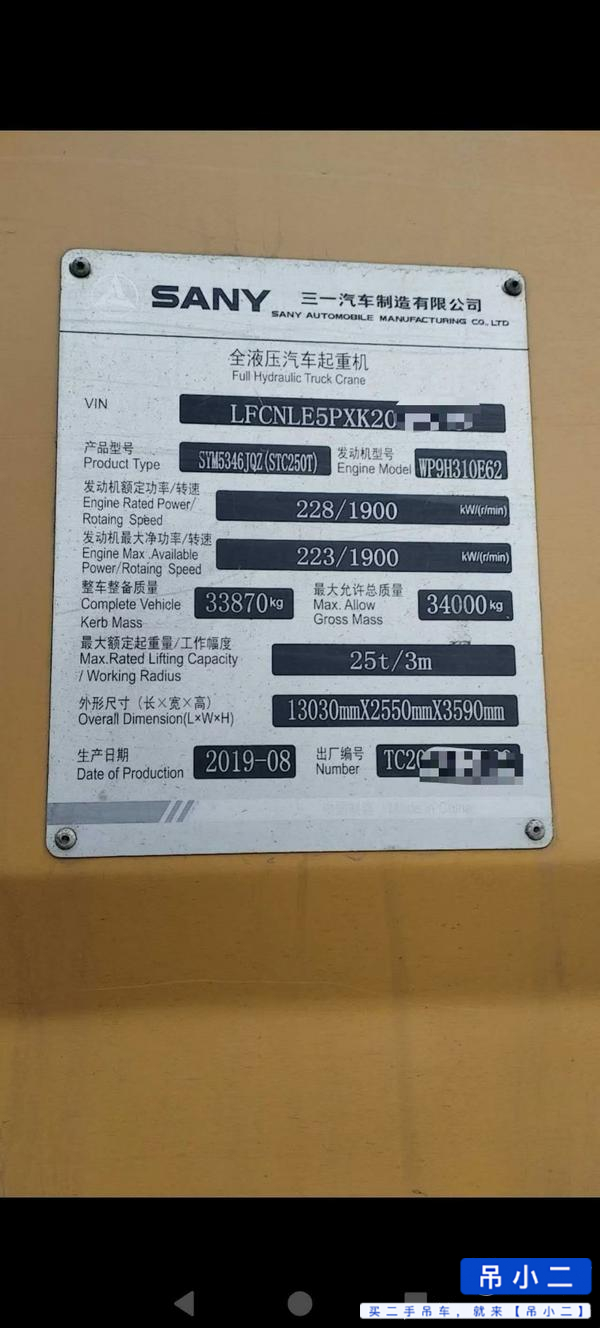 SANY 三一汽车制造有限公司
SANY AUTOMOBILE MANUFACTURING CO., LTD
全液压汽车起重机
Full Hydraulic Truck Crane
VIN LFCNLE5PXK20
产品型号 SYM5346JQZ(STC250T) 发动机型号 WP9H310E62
Product Type Engine Model
发动机额定功率/转速
Engine Rated Power/ 228/1900 kW/(r/min)
Rotaing Speed
发动机最大净功率/转速
Engine Max .Available 223/1900 kW/(r/min)
Power/Rotaing Speed
整车整备质量 最大允许总质量
Complete Vehicle 33870kg Max. Allow 34000kg
Kerb Mass Gross Mass
最大额定起重量/工作幅度
Max.Rated Lifting Capacity 25t/3m
/ Working Radius
外形尺寸（长×宽×高） 13030mmX2550mmX3590mm
Overall Dimension(L×W×H)
生产日期 2019-08 出厂编号 TC20
Date of Production Number
Made in China
吊小二
买二手吊车，就来【吊小二】